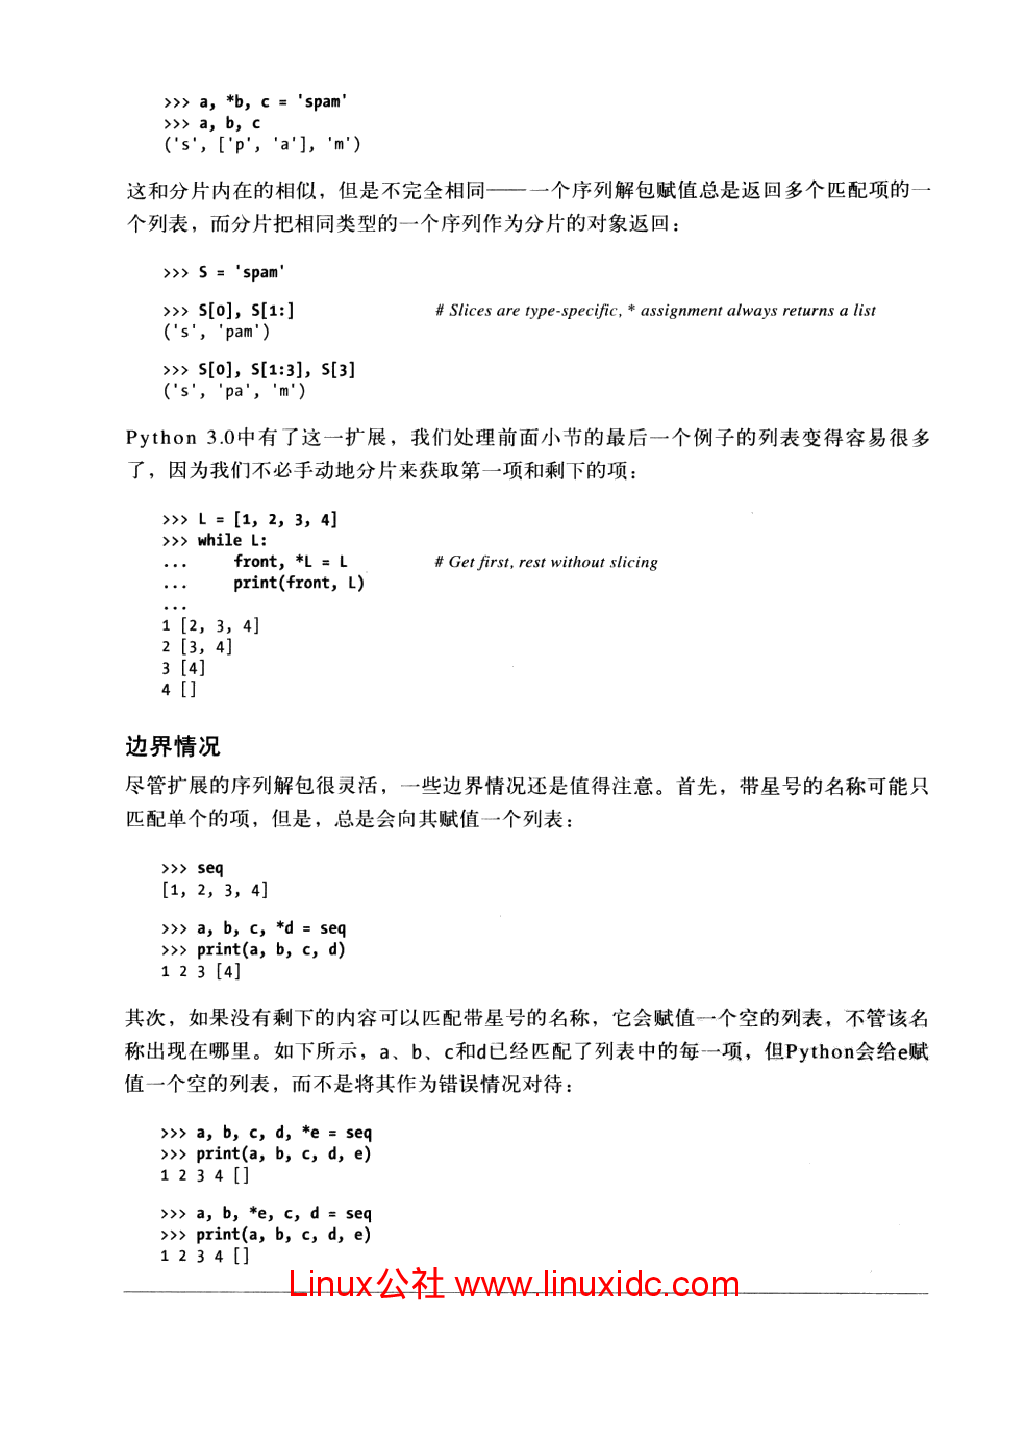 >>> a, *b, c = 'spam'
>>> a, b, c
('s', ['p', 'a'], 'm')
这和分片内在的相似，但是不完全相同——一个序列解包赋值总是返回多个匹配项的一
个列表，而分片把相同类型的一个序列作为分片的对象返回：
>>> S = 'spam'
>>> S[0], S[1:] # Slices are type-specific, * assignment always returns a list
('s', 'pam')
>>> S[0], S[1:3], S[3]
('s', 'pa', 'm')
Python 3.0中有了这一扩展，我们处理前面小节的最后一个例子的列表变得容易很多
了，因为我们不必手动地分片来获取第一项和剩下的项：
>>> L = [1, 2, 3, 4]
>>> while L:
... front, *L = L # Get first, rest without slicing
... print(front, L)
...
1 [2, 3, 4]
2 [3, 4]
3 [4]
4 []
边界情况
尽管扩展的序列解包很灵活，一些边界情况还是值得注意。首先，带星号的名称可能只
匹配单个的项，但是，总是会向其赋值一个列表：
>>> seq
[1, 2, 3, 4]
>>> a, b, c, *d = seq
>>> print(a, b, c, d)
1 2 3 [4]
其次，如果没有剩下的内容可以匹配带星号的名称，它会赋值一个空的列表，不管该名
称出现在哪里。如下所示，a、b、c和d已经匹配了列表中的每一项，但Python会给e赋
值一个空的列表，而不是将其作为错误情况对待：
>>> a, b, c, d, *e = seq
>>> print(a, b, c, d, e)
1 2 3 4 []
>>> a, b, *e, c, d = seq
>>> print(a, b, c, d, e)
1 2 3 4 []
Linux公社 www.linuxidc.com